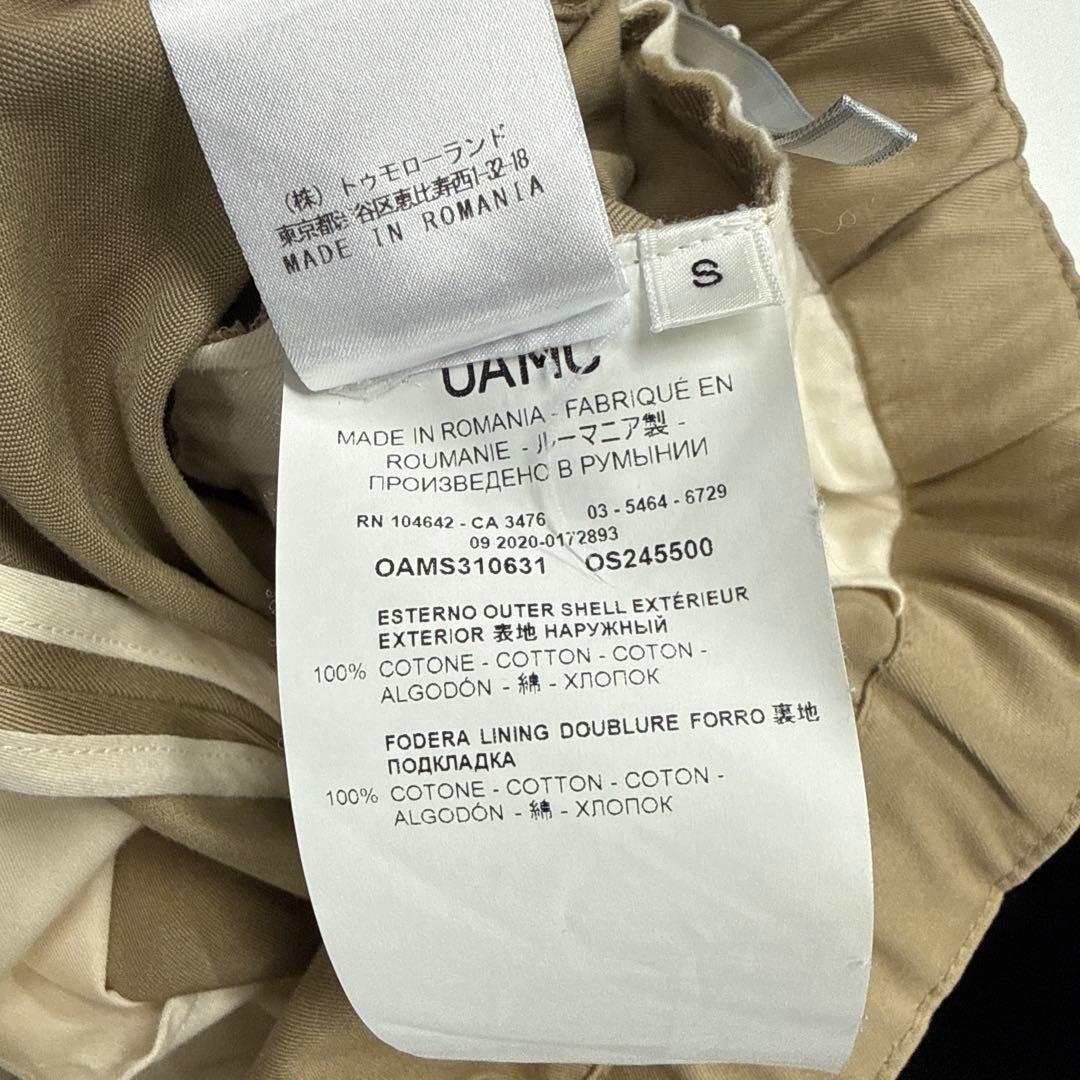 (株) トゥモローランド
東京都渋谷区恵比寿西1-32-18
MADE IN ROMANIA
S
OAMC
MADE IN ROMANIA - FABRIQUÉ EN
ROUMANIE - ルーマニア製 -
ПРОИЗВЕДЕНО В РУМЫНИИ
RN 104642 - CA 3476 03 - 5464 - 6729
09 2020-0172893
OAMS310631 OS245500
ESTERNO OUTER SHELL EXTÉRIEUR
EXTERIOR 表地 НАРУЖНЫЙ
100% COTONE - COTTON - COTON -
ALGODÓN - 綿 - ХЛОПОК
FODERA LINING DOUBLURE FORRO 裏地
ПОДКЛАДКА
100% COTONE - COTTON - COTON -
ALGODÓN - 綿 - ХЛОПОК